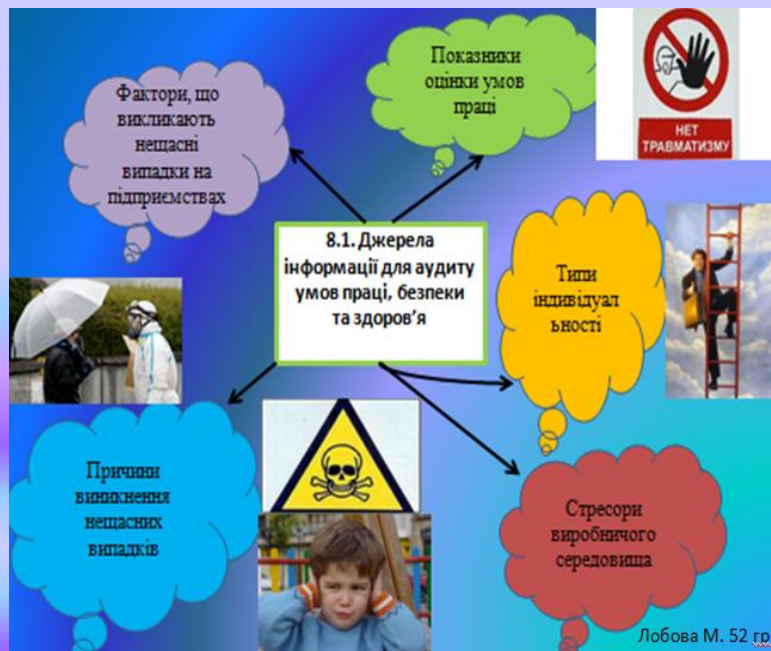 Показники
оцінки умов
праці
Фактори, що
викликають
нещасні
випадки на
підприємствах
НЕТ
ТРАВМАТИЗМУ
8.1. Джерела
інформації для аудиту
умов праці, безпеки
та здоров’я
Типи
індивідуал
ьності
Причини
виникнення
нещасних
випадків
Стресори
виробничого
середовища
Лобова М. 52 гр